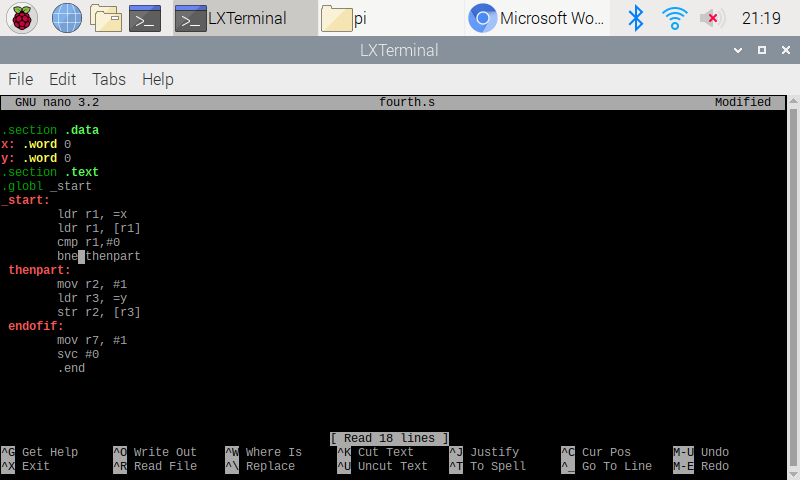 LXTerminal pi Microsoft Wo... 21:19
LXTerminal
File Edit Tabs Help
GNU nano 3.2 fourth.s Modified
.section .data
x: .word 0
y: .word 0
.section .text
.globl _start
_start:
ldr r1, =x
ldr r1, [r1]
cmp r1,#0
bne thenpart
thenpart:
mov r2, #1
ldr r3, =y
str r2, [r3]
endofif:
mov r7, #1
svc #0
.end
[ Read 18 lines ]
^G Get Help ^O Write Out ^W Where Is ^K Cut Text ^J Justify ^C Cur Pos M-U Undo
^X Exit ^R Read File ^\ Replace ^U Uncut Text ^T To Spell ^_ Go To Line M-E Redo